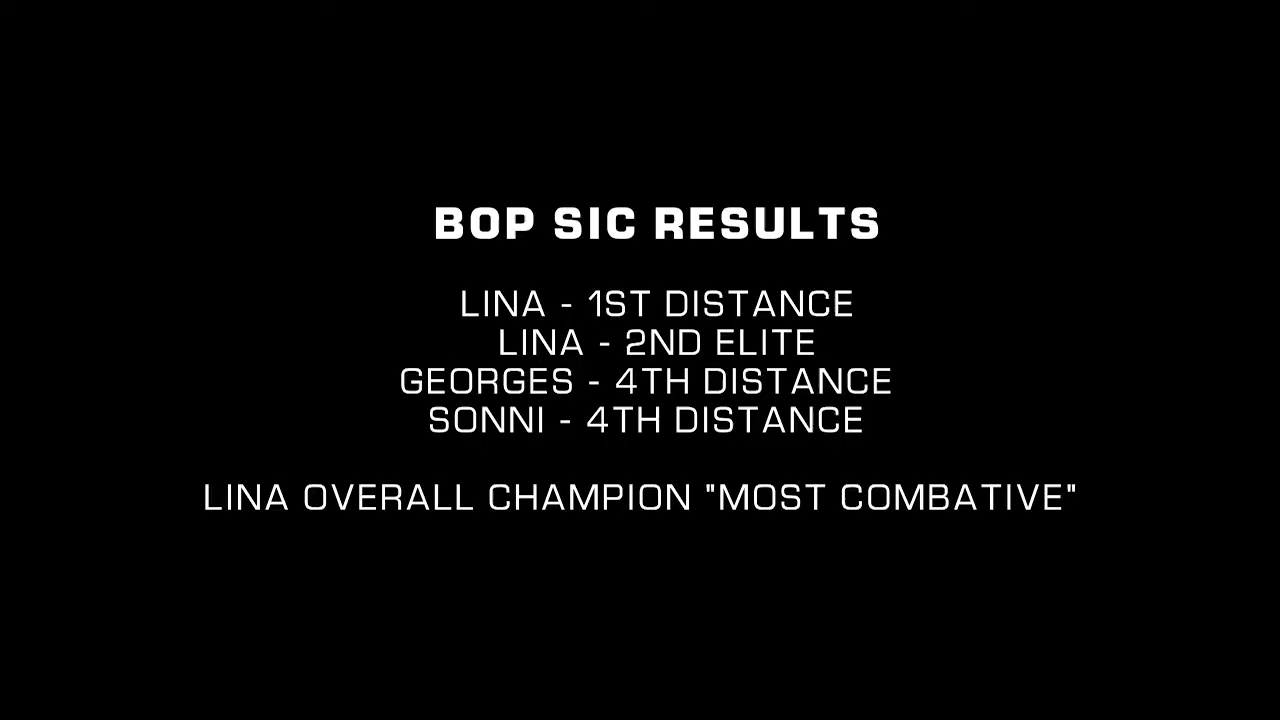 BOP SIC RESULTS
LINA - 1ST DISTANCE
LINA - 2ND ELITE
GEORGES - 4TH DISTANCE
SONNI - 4TH DISTANCE
LINA OVERALL CHAMPION "MOST COMBATIVE"